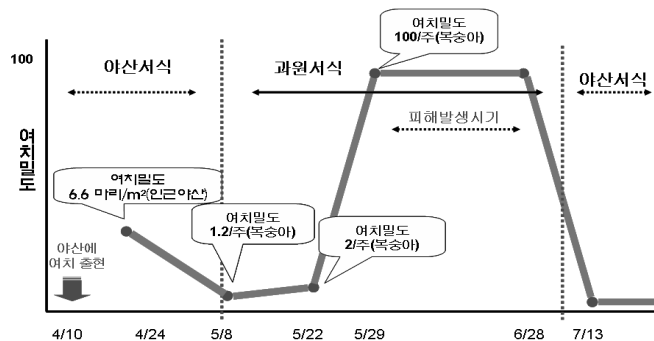 여치밀도
100/주(복숭아)
100
야산서식
과원서식
야산서식
피해발생시기
여치밀도
여치밀도
6.6 마리/m²(인근야산)
여치밀도
1.2/주(복숭아)
여치밀도
2/주(복숭아)
야산에
여치 출현
4/10
4/24
5/8
5/22
5/29
6/28
7/13